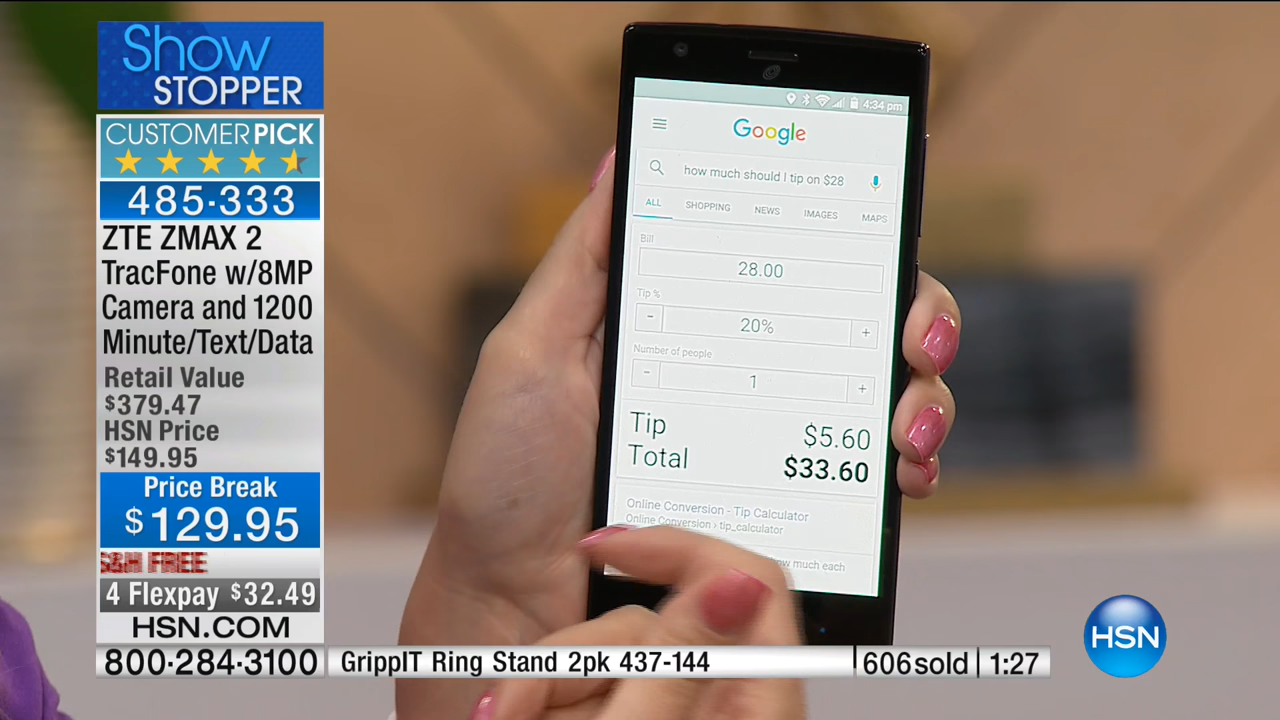 Show
STOPPER
CUSTOMER PICK
485-333
ZTE ZMAX 2
TracFone w/8MP
Camera and 1200
Minute/Text/Data
Retail Value
$379.47
HSN Price
$149.95
Price Break
$129.95
S&H FREE
4 Flexpay $32.49
HSN.COM
800-284-3100
GrippIT Ring Stand 2pk 437-144
606sold
1:27
HSN
4:34 pm
Google
how much should I tip on $28
ALL SHOPPING NEWS IMAGES MAPS
Bill
28.00
Tip %
- 20% +
Number of people
- 1 +
Tip $5.60
Total $33.60
Online Conversion - Tip Calculator
Online Conversion › tip_calculator
how much each